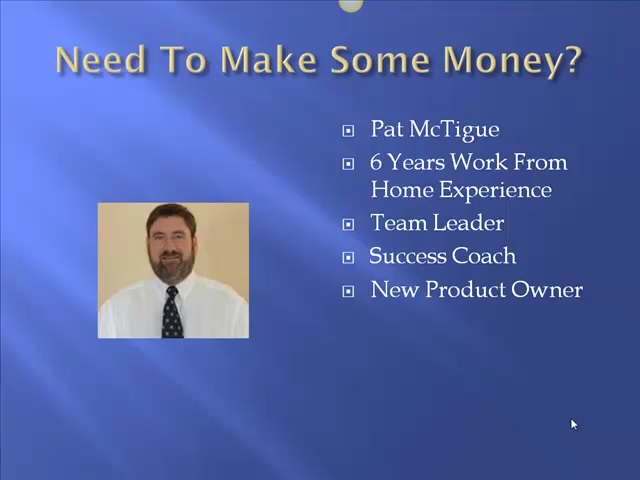 Need To Make Some Money?
Pat McTigue
6 Years Work From
Home Experience
Team Leader
Success Coach
New Product Owner